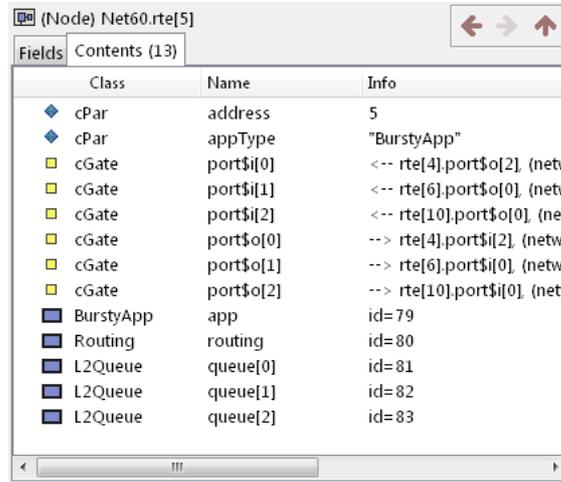 (Node) Net60.rte[5]
Fields Contents (13)
Class Name Info
cPar address 5
cPar appType "BurstyApp"
cGate port$i[0] <-- rte[4].port$o[2], (netw
cGate port$i[1] <-- rte[6].port$o[0], (netw
cGate port$i[2] <-- rte[10].port$o[0], (ne
cGate port$o[0] --> rte[4].port$i[2], (netw
cGate port$o[1] --> rte[6].port$i[0], (netw
cGate port$o[2] --> rte[10].port$i[0], (net
BurstyApp app id=79
Routing routing id=80
L2Queue queue[0] id=81
L2Queue queue[1] id=82
L2Queue queue[2] id=83